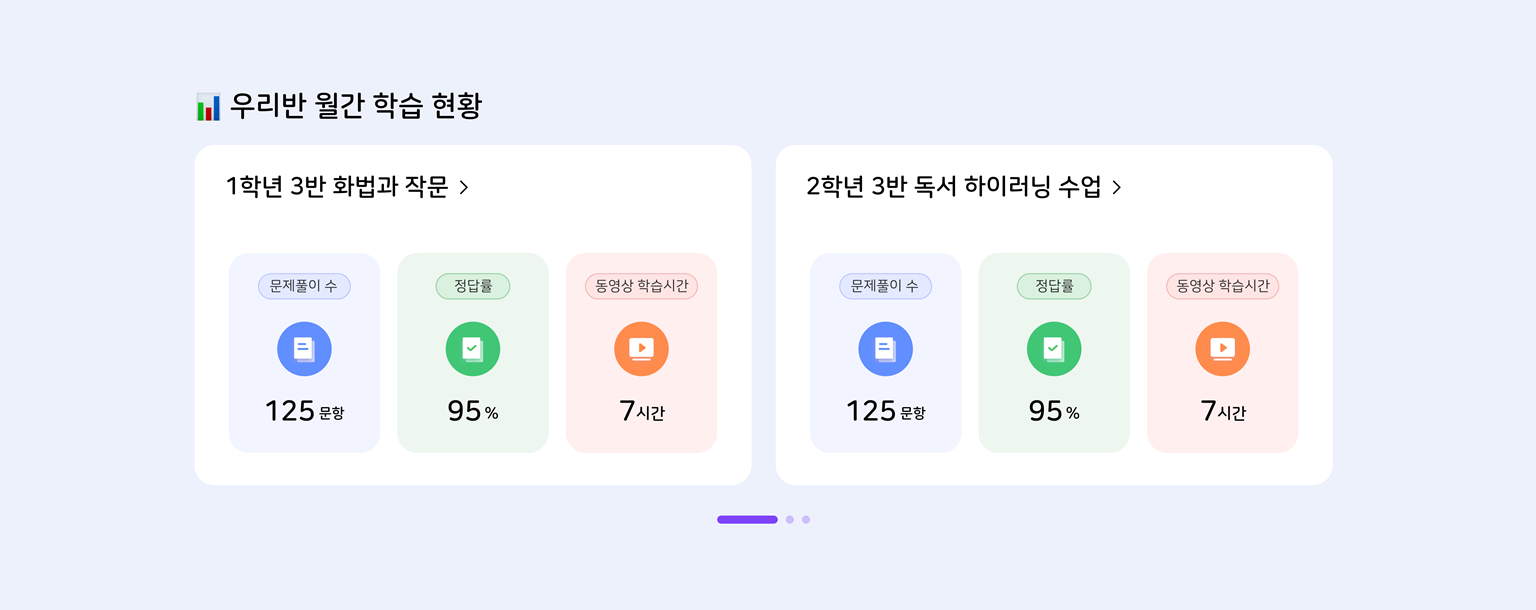 우리반 월간 학습 현황
1학년 3반 화법과 작문 >
문제풀이 수
정답률
동영상 학습시간
125 문항
95 %
7시간
2학년 3반 독서 하이러닝 수업 >
문제풀이 수
정답률
동영상 학습시간
125 문항
95 %
7시간